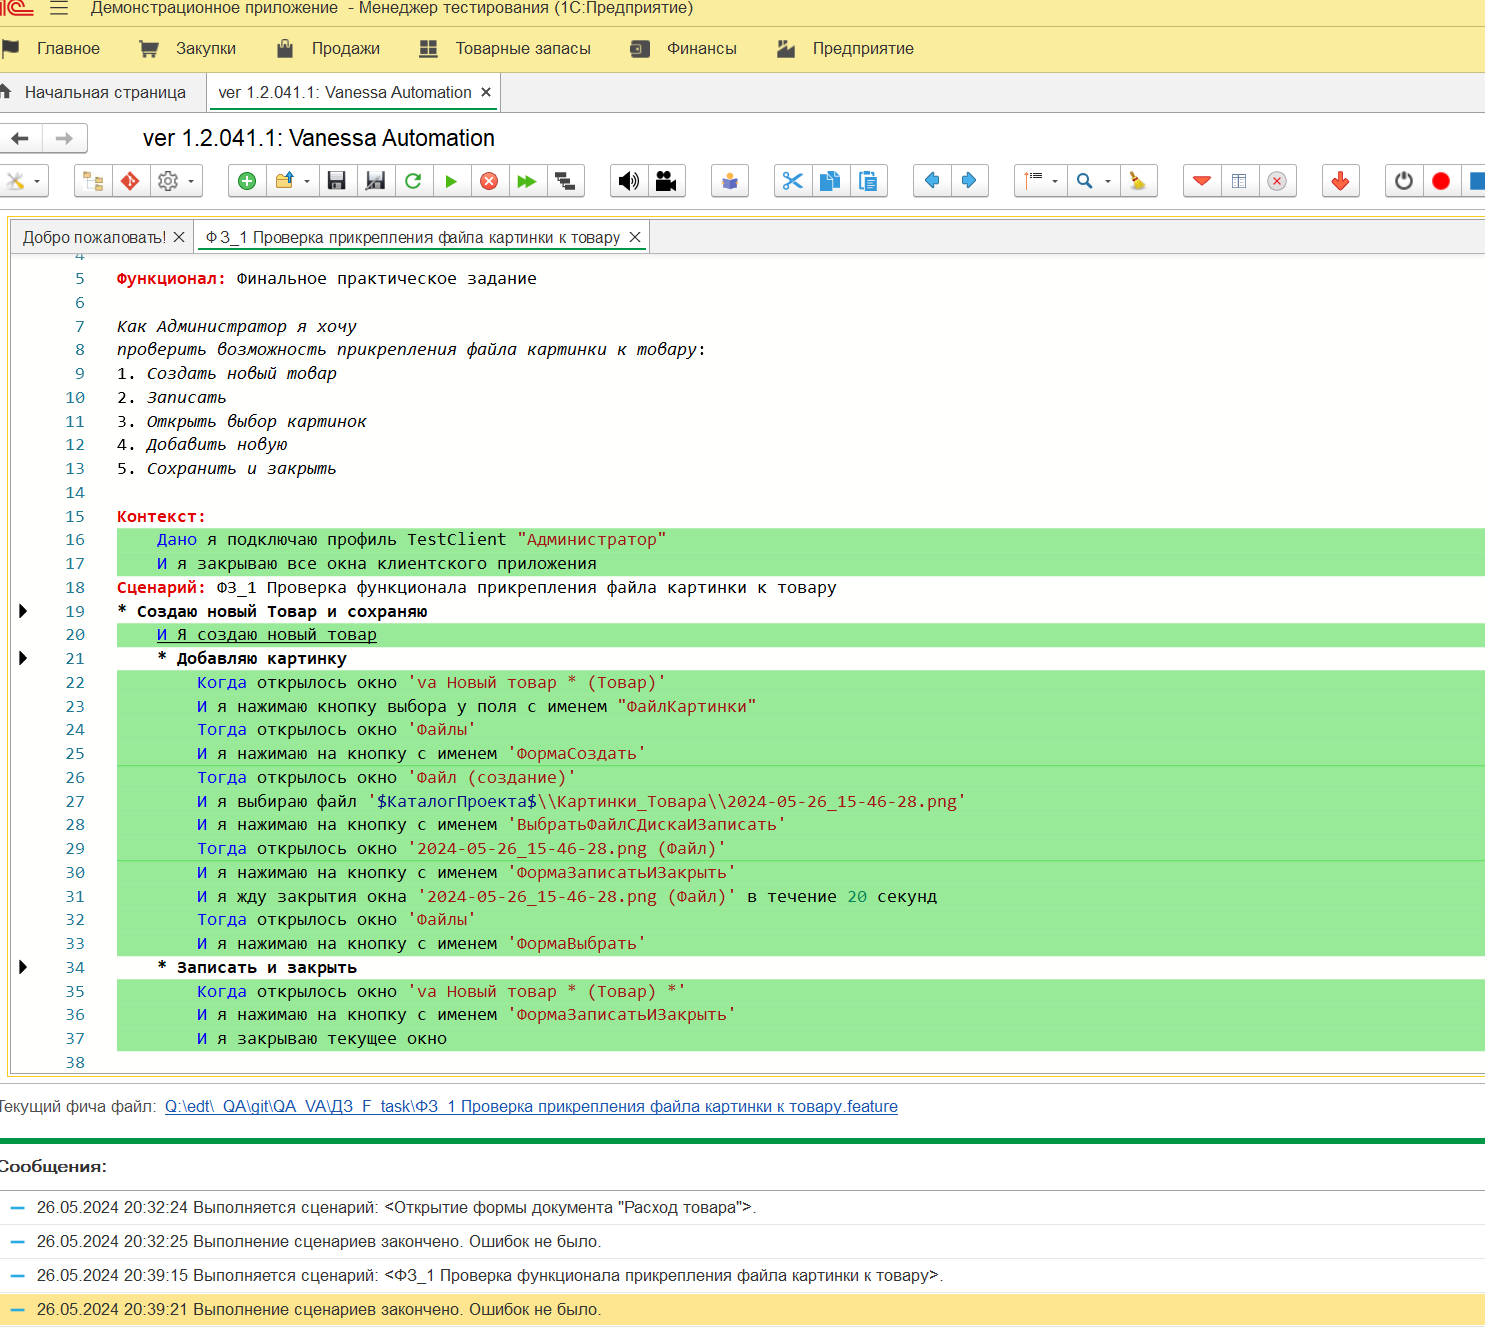 1С Демонстрационное приложение - Менеджер тестирования (1С:Предприятие)
Главное Закупки Продажи Товарные запасы Финансы Предприятие
Начальная страница ver 1.2.041.1: Vanessa Automation
ver 1.2.041.1: Vanessa Automation
Добро пожаловать! ФЗ_1 Проверка прикрепления файла картинки к товару
4
5 Функционал: Финальное практическое задание
6
7 Как Администратор я хочу
8 проверить возможность прикрепления файла картинки к товару:
9 1. Создать новый товар
10 2. Записать
11 3. Открыть выбор картинок
12 4. Добавить новую
13 5. Сохранить и закрыть
14
15 Контекст:
16 Дано я подключаю профиль TestClient "Администратор"
17 И я закрываю все окна клиентского приложения
18 Сценарий: ФЗ_1 Проверка функционала прикрепления файла картинки к товару
19 * Создаю новый Товар и сохраняю
20 И Я создаю новый товар
21 * Добавляю картинку
22 Когда открылось окно 'va Новый товар * (Товар)'
23 И я нажимаю кнопку выбора у поля с именем "ФайлКартинки"
24 Тогда открылось окно 'Файлы'
25 И я нажимаю на кнопку с именем 'ФормаСоздать'
26 Тогда открылось окно 'Файл (создание)'
27 И я выбираю файл '$КаталогПроекта$\\Картинки_Товара\\2024-05-26_15-46-28.png'
28 И я нажимаю на кнопку с именем 'ВыбратьФайлСДискаИЗаписать'
29 Тогда открылось окно '2024-05-26_15-46-28.png (Файл)'
30 И я нажимаю на кнопку с именем 'ФормаЗаписатьИЗакрыть'
31 И я жду закрытия окна '2024-05-26_15-46-28.png (Файл)' в течение 20 секунд
32 Тогда открылось окно 'Файлы'
33 И я нажимаю на кнопку с именем 'ФормаВыбрать'
34 * Записать и закрыть
35 Когда открылось окно 'va Новый товар * (Товар) *'
36 И я нажимаю на кнопку с именем 'ФормаЗаписатьИЗакрыть'
37 И я закрываю текущее окно
38
Текущий фича файл: Q:\edt\_QA\git\QA_VA\ДЗ_F_task\ФЗ_1 Проверка прикрепления файла картинки к товару.feature
Сообщения:
26.05.2024 20:32:24 Выполняется сценарий: <Открытие формы документа "Расход товара">.
26.05.2024 20:32:25 Выполнение сценариев закончено. Ошибок не было.
26.05.2024 20:39:15 Выполняется сценарий: <ФЗ_1 Проверка функционала прикрепления файла картинки к товару>.
26.05.2024 20:39:21 Выполнение сценариев закончено. Ошибок не было.